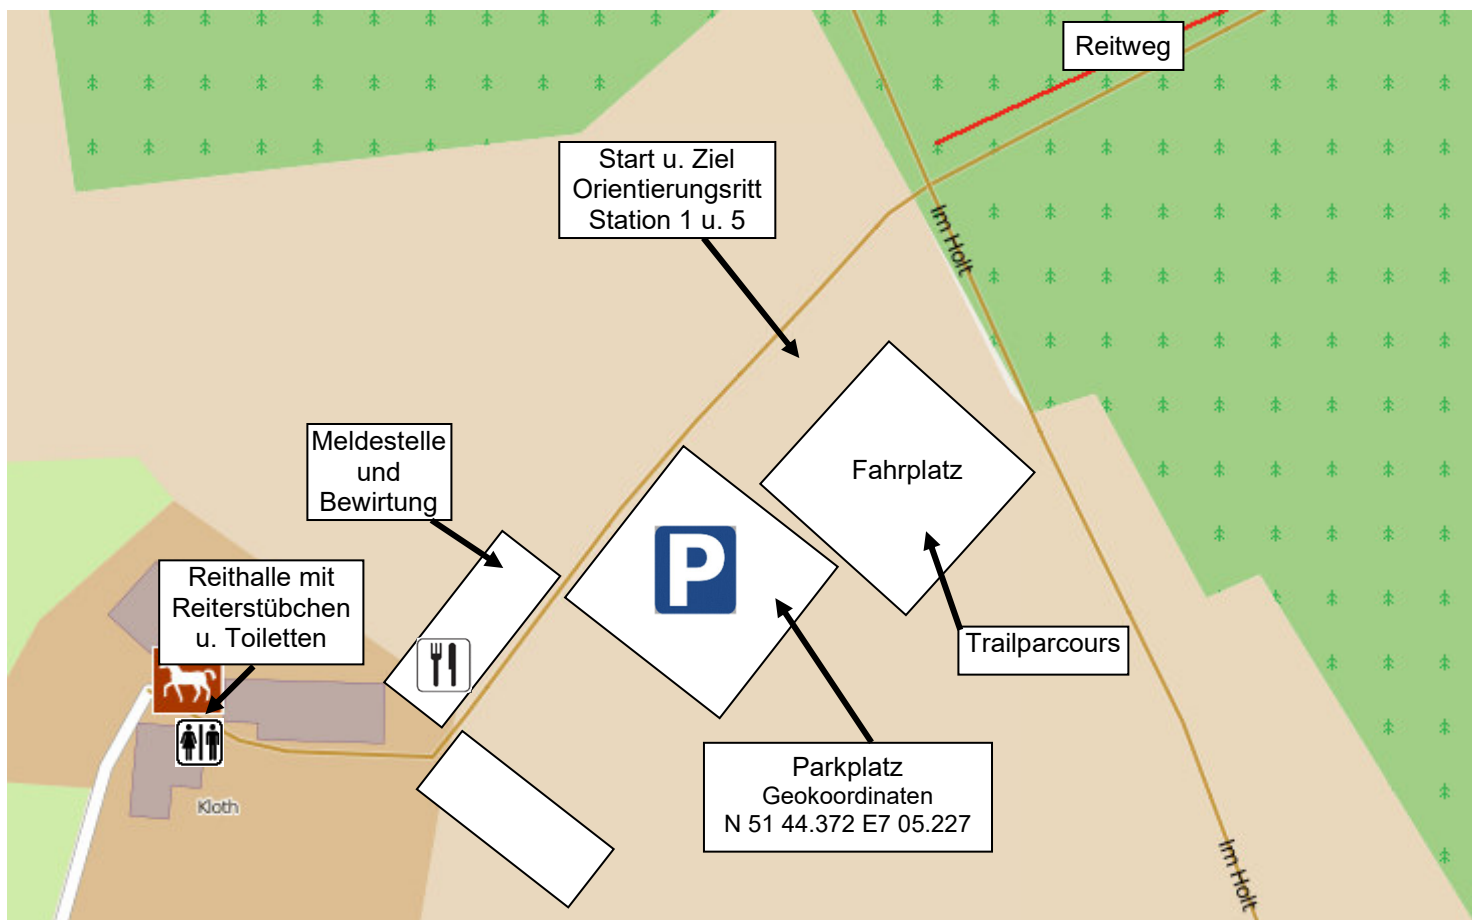 Reitweg
Start u. Ziel
Orientierungsritt
Station 1 u. 5
Im Holt
Fahrplatz
Meldestelle
und
Bewirtung
P
Reithalle mit
Reiterstübchen
u. Toiletten
Trailparcours
Parkplatz
Geokoordinaten
N 51 44.372 E7 05.227
Kloth
Im Holt